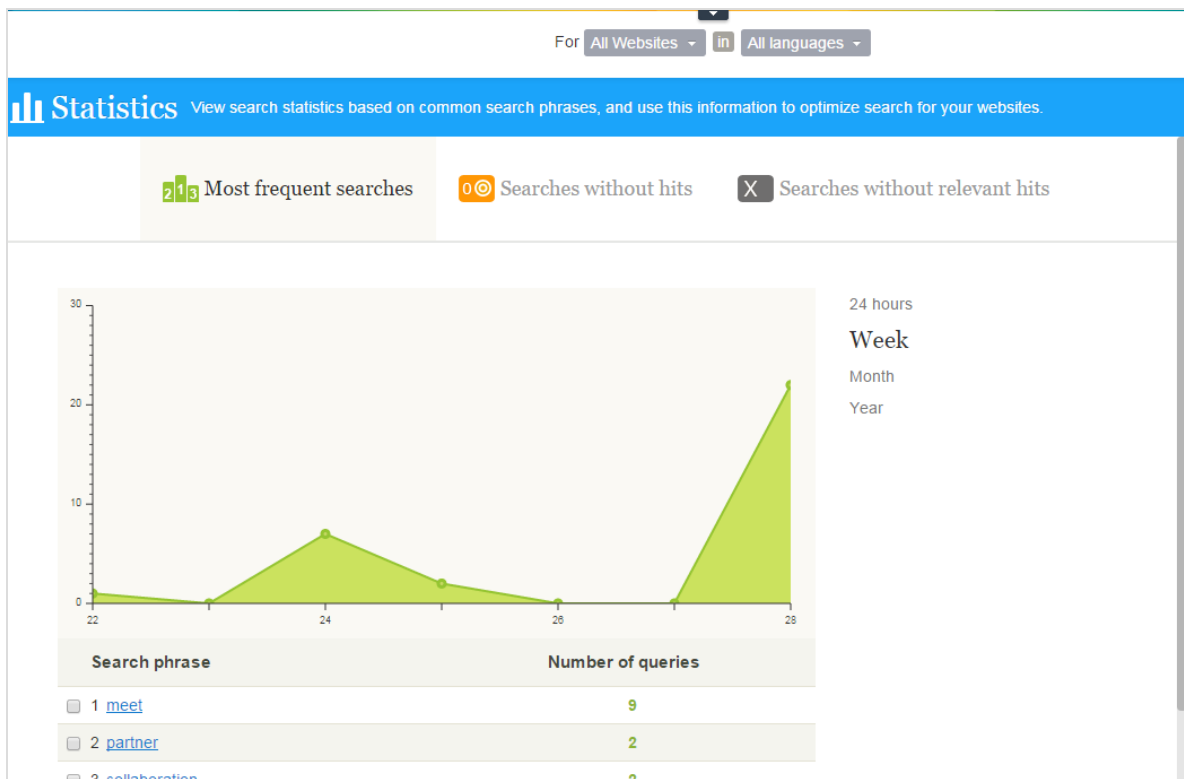 For All Websites in All languages
Statistics View search statistics based on common search phrases, and use this information to optimize search for your websites.
213 Most frequent searches 0 Searches without hits X Searches without relevant hits
24 hours
Week
Month
Year
30
20
10
0
22 24 26 28
Search phrase Number of queries
1 meet 9
2 partner 2
3 collaboration 2